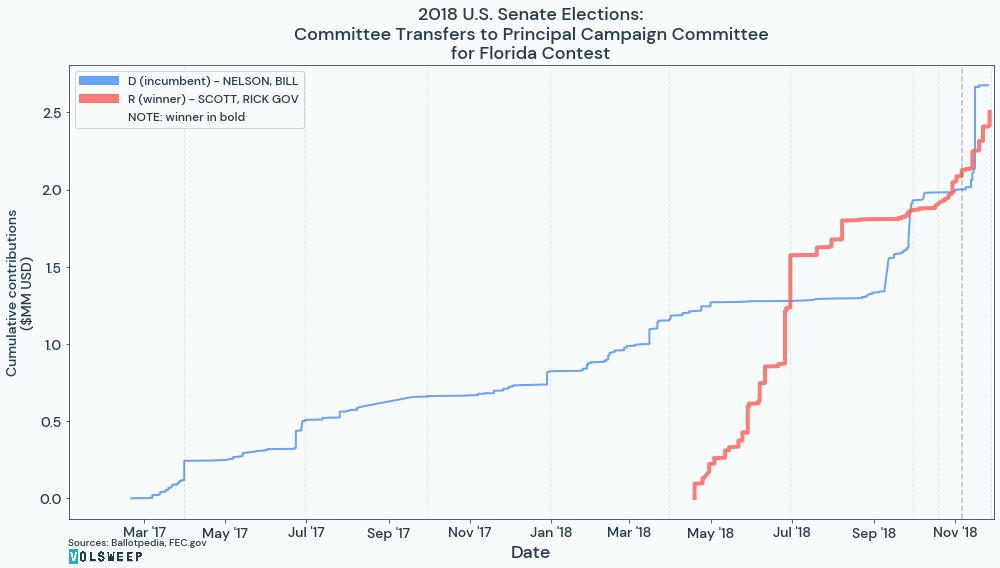 2018 U.S. Senate Elections:
Committee Transfers to Principal Campaign Committee
for Florida Contest
D (incumbent) - NELSON, BILL
R (winner) - SCOTT, RICK GOV
NOTE: winner in bold
Cumulative contributions
($MM USD)
2.5
2.0
1.5
1.0
0.5
0.0
Mar '17
May '17
Jul '17
Sep '17
Nov '17
Jan '18
Mar '18
May '18
Jul '18
Sep '18
Nov '18
Date
Sources: Ballotpedia, FEC.gov
VOLSWEEP